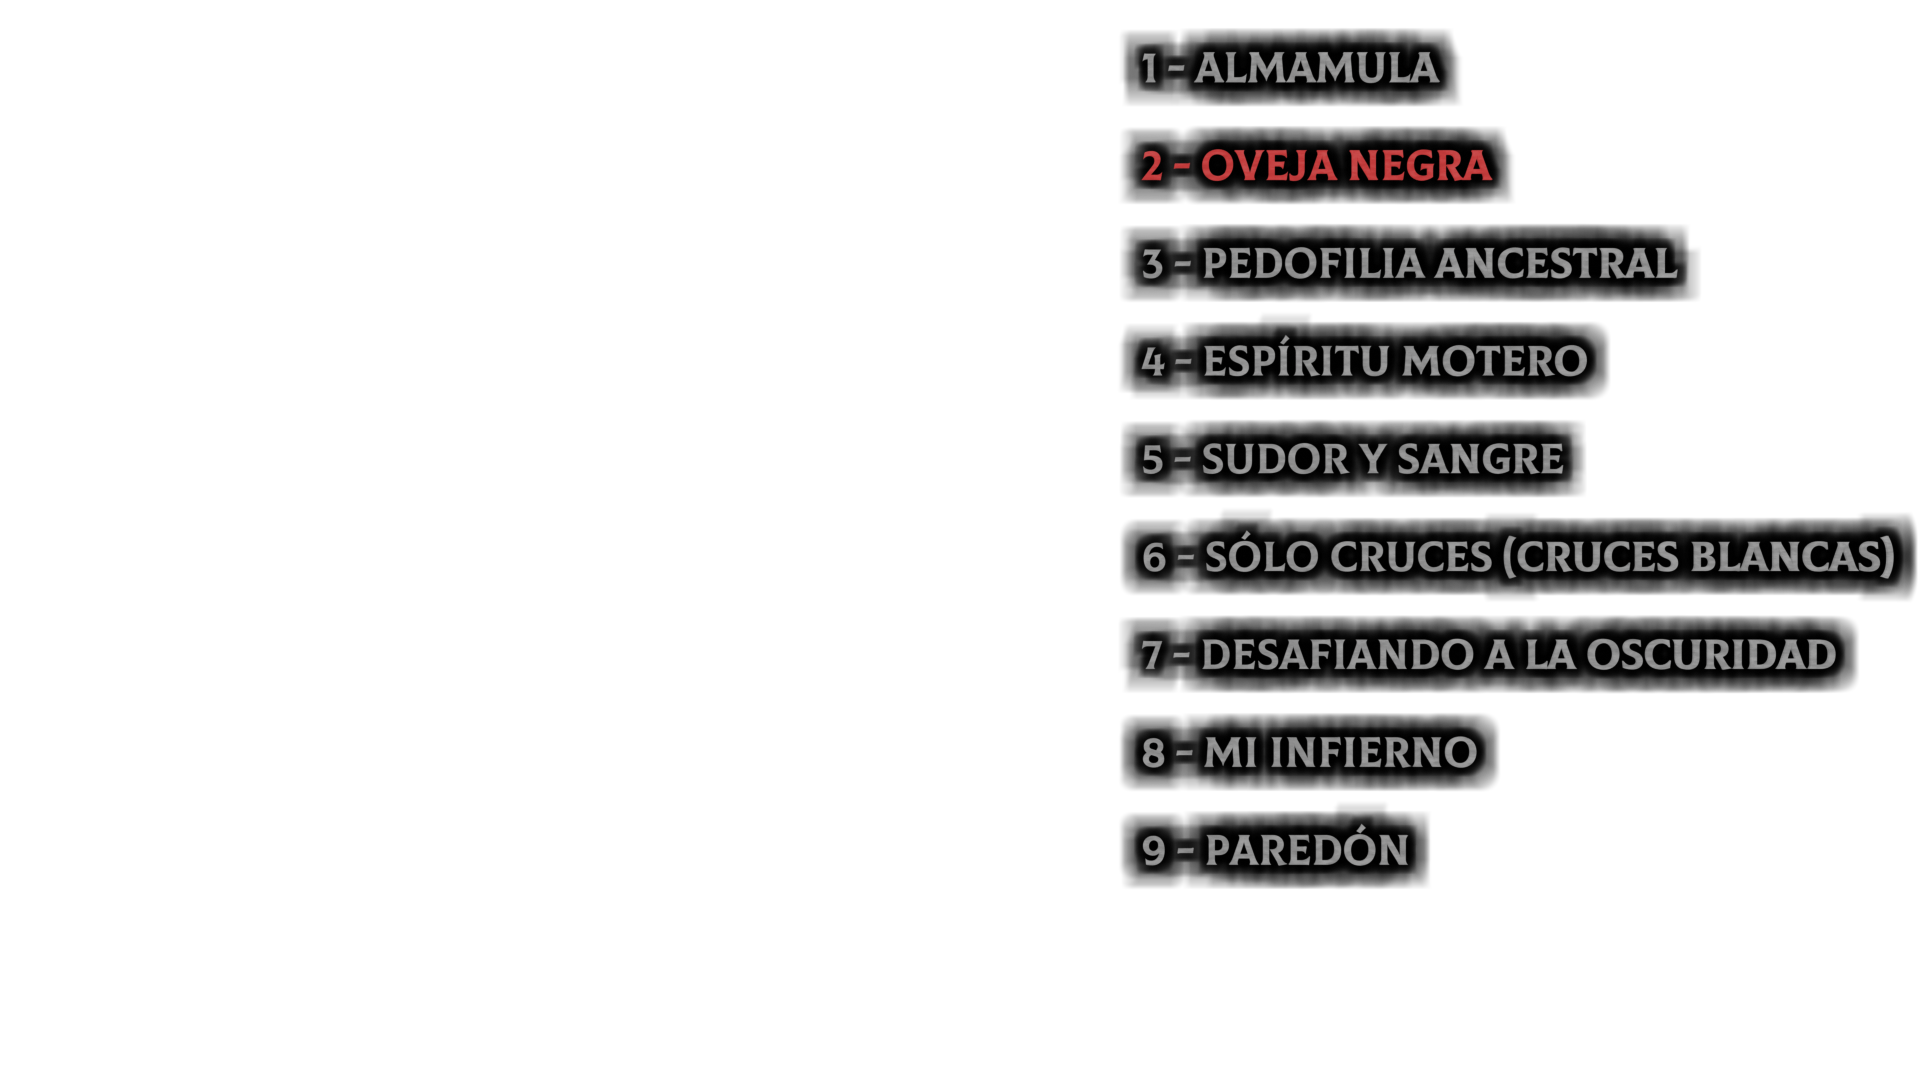 1 - ALMAMULA
2 - OVEJA NEGRA
3 - PEDOFILIA ANCESTRAL
4 - ESPÍRITU MOTERO
5 - SUDOR Y SANGRE
6 - SÓLO CRUCES (CRUCES BLANCAS)
7 - DESAFIANDO A LA OSCURIDAD
8 - MI INFIERNO
9 - PAREDÓN